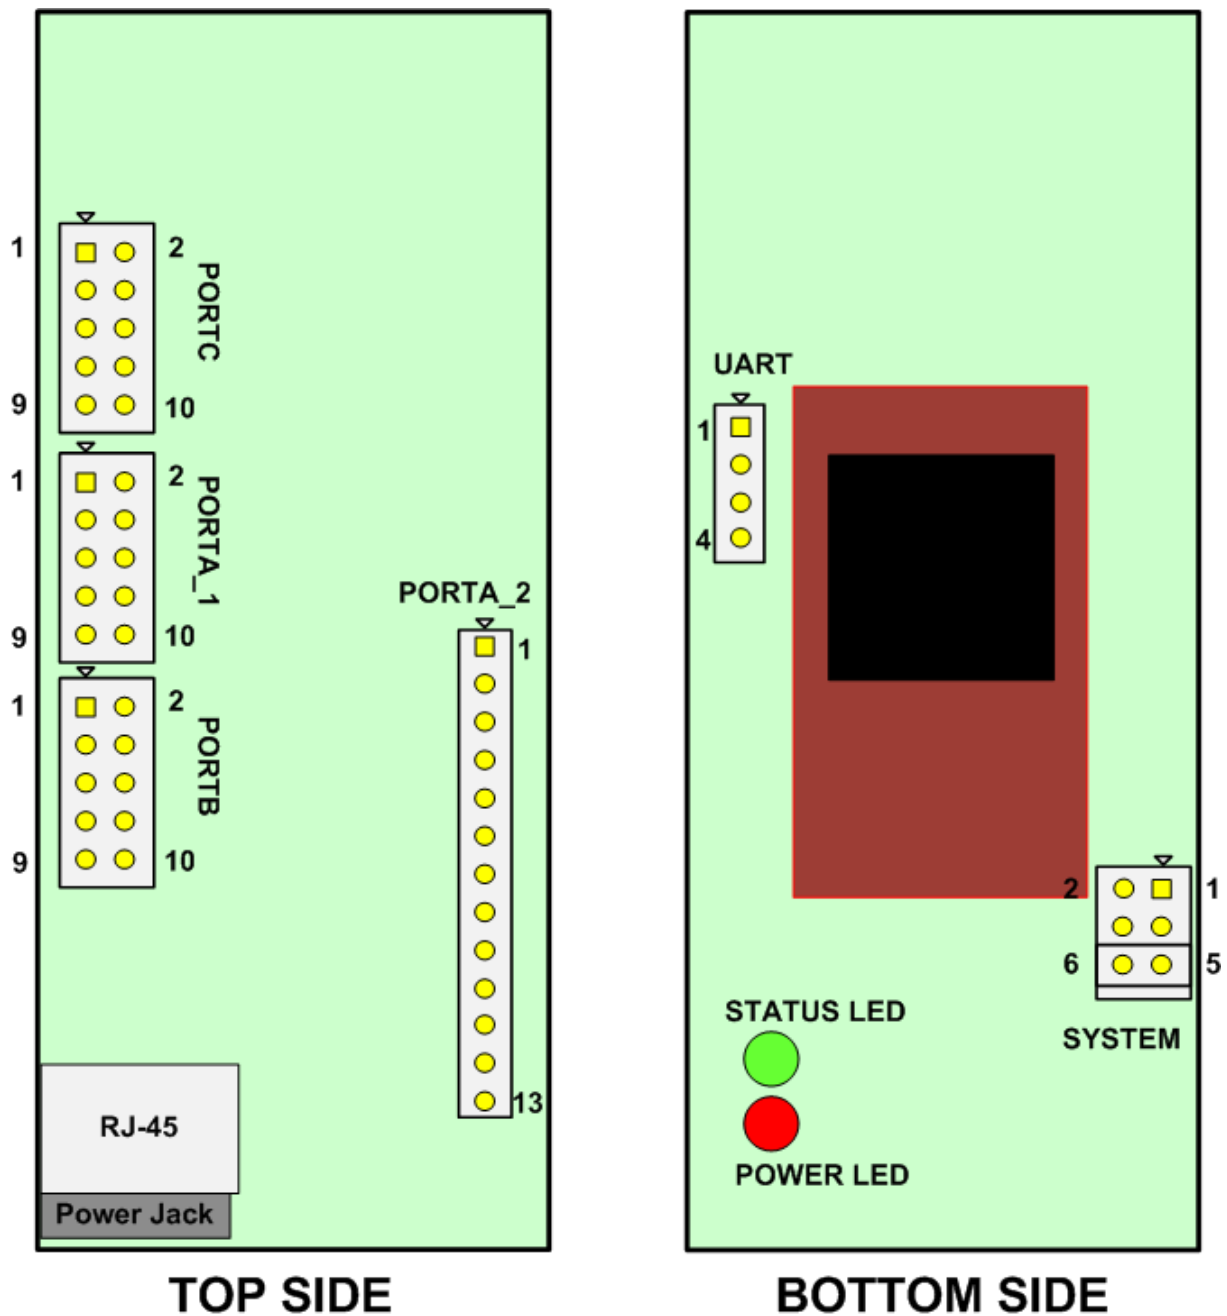 1
2
PORTC
9
10
1
2
PORTA_1
9
10
1
2
PORTB
9
10
PORTA_2
1
13
RJ-45
Power Jack
TOP SIDE
UART
1
4
2
1
6
5
SYSTEM
STATUS LED
POWER LED
BOTTOM SIDE